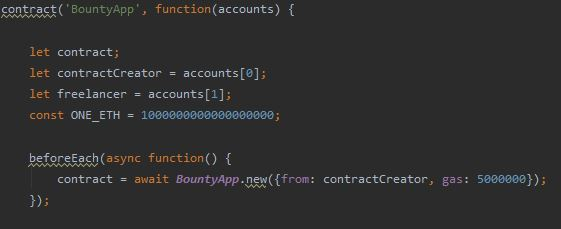 contract('BountyApp', function(accounts) {
let contract;
let contractCreator = accounts[0];
let freelancer = accounts[1];
const ONE_ETH = 1000000000000000000;
beforeEach(async function() {
contract = await BountyApp.new({from: contractCreator, gas: 5000000});
});